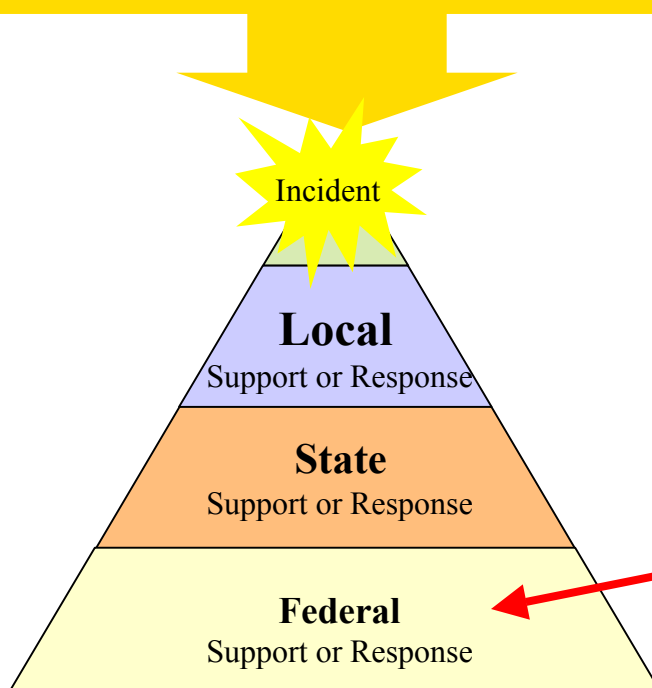 Incident
Local
Support or Response
State
Support or Response
Federal
Support or Response